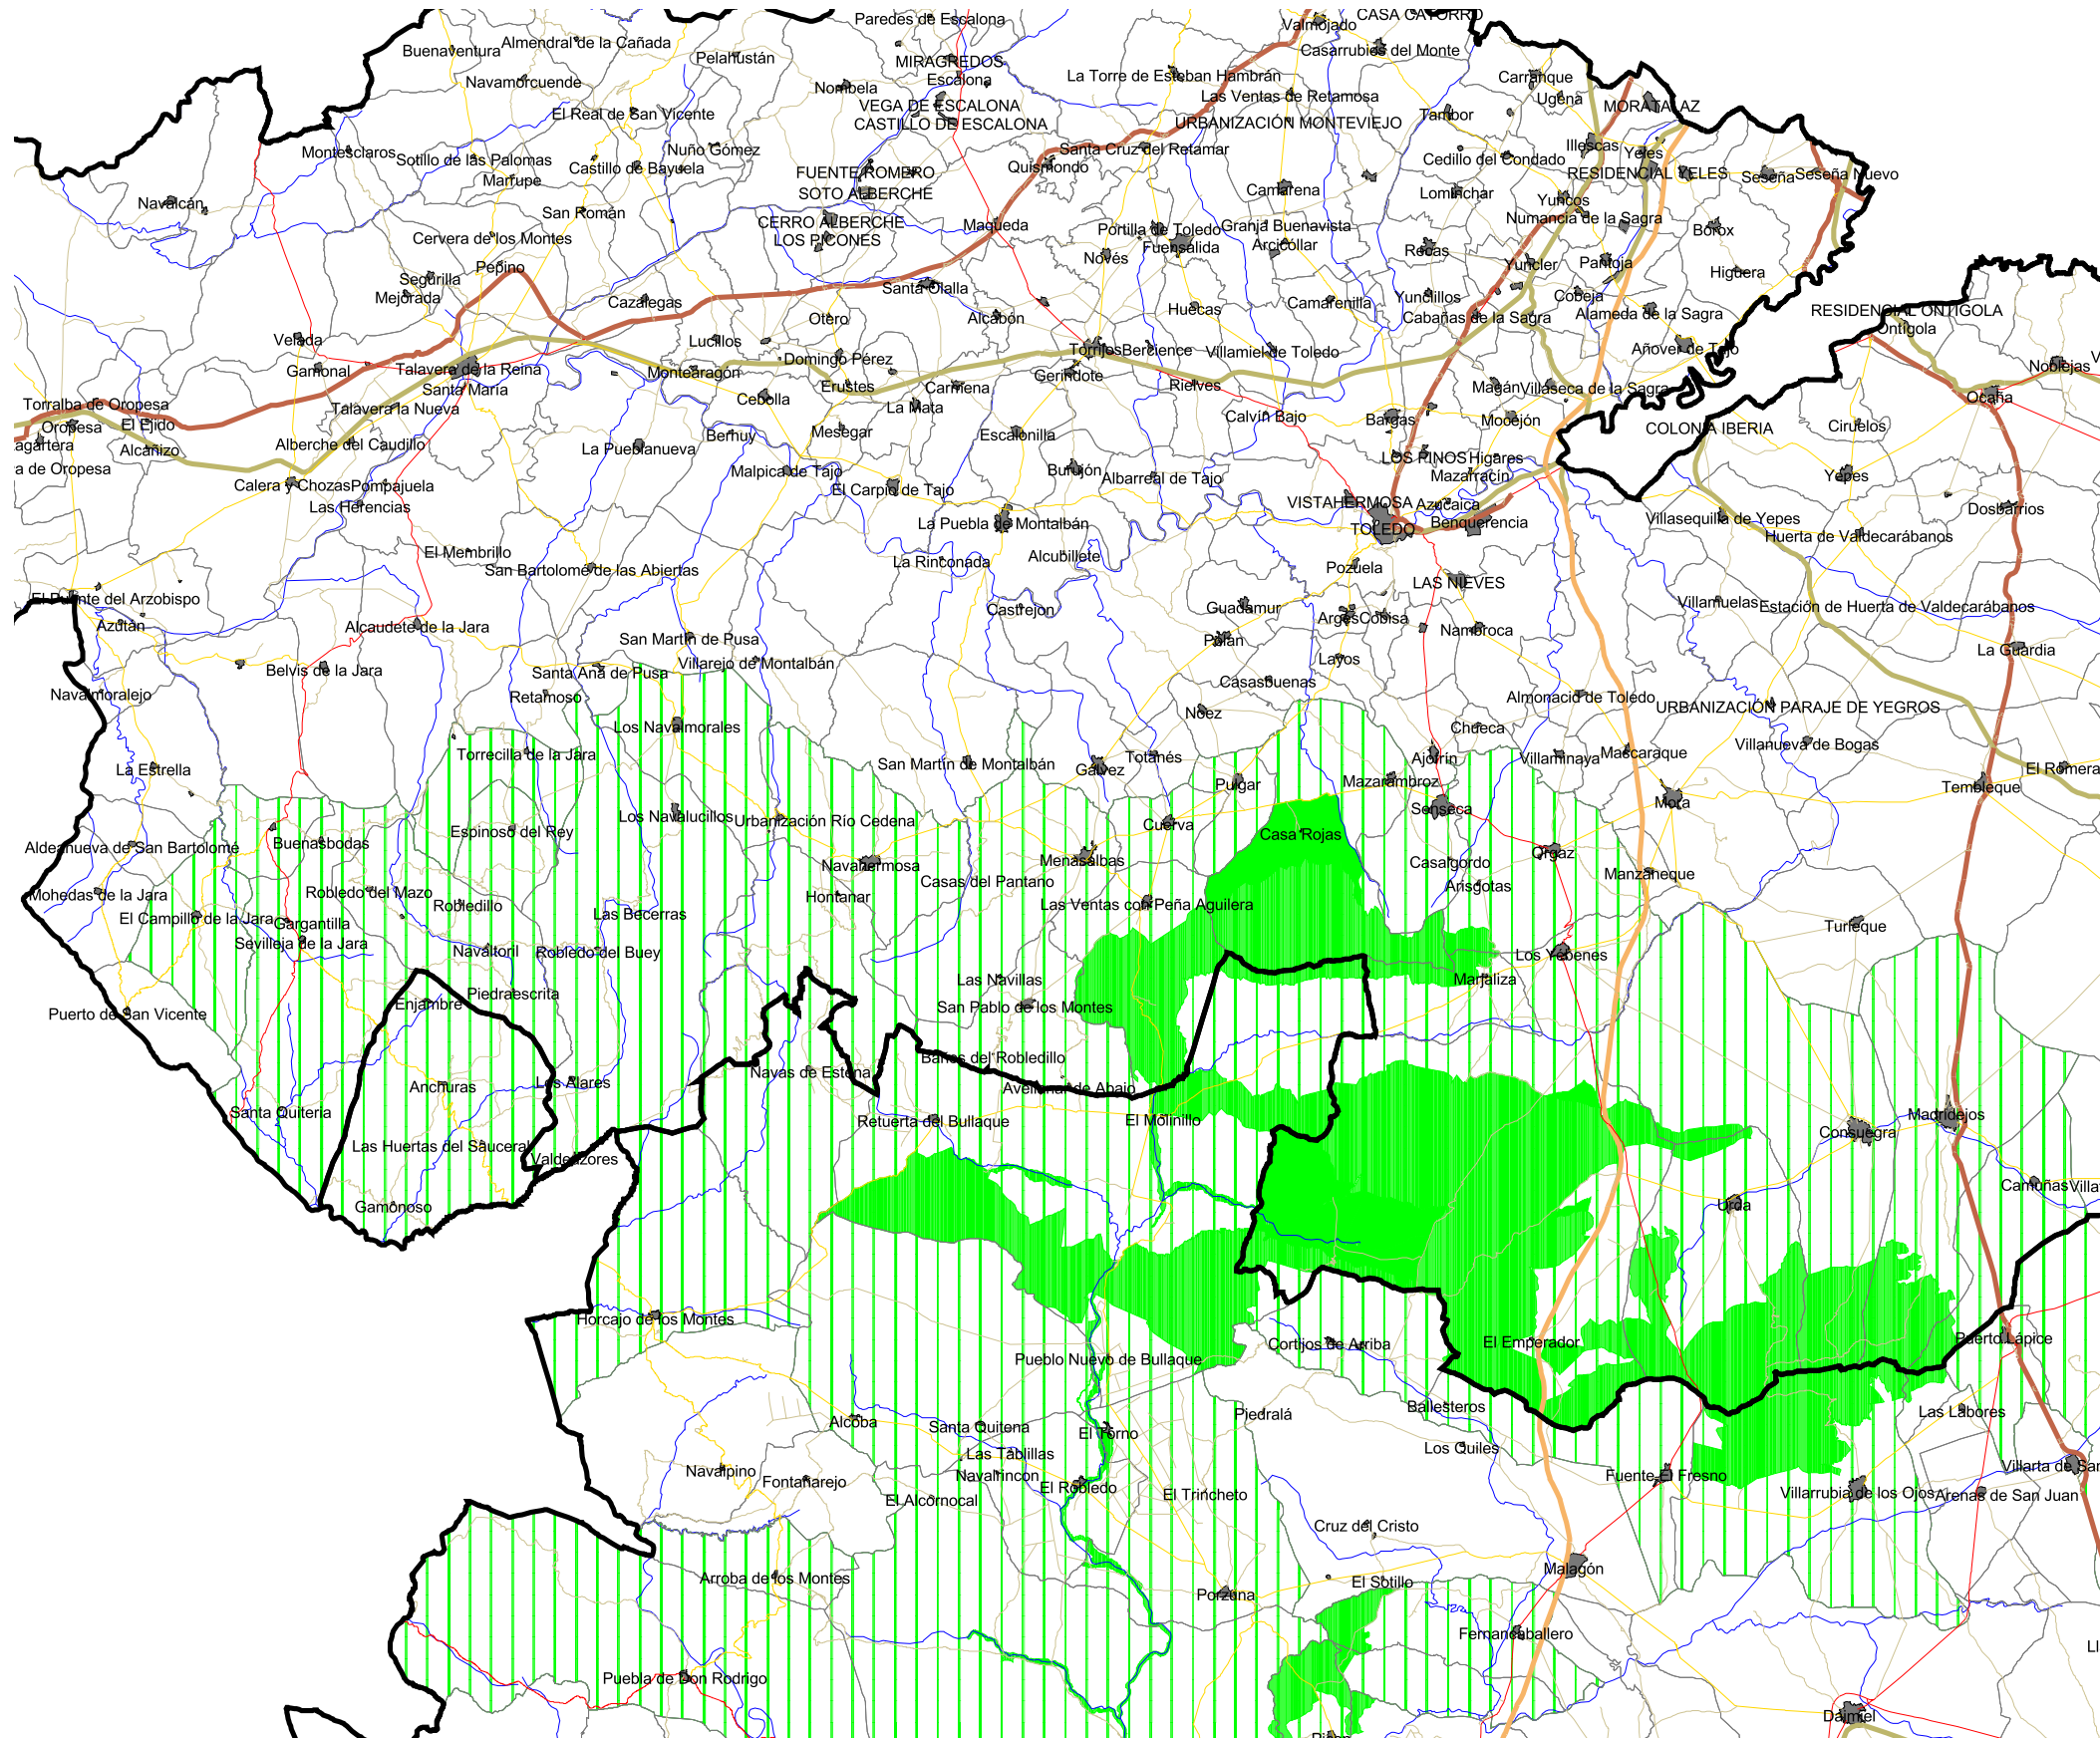 Paredes de Escalona
CASA CATORRO
Valmojado
Buenaventura
Almendral de la Cañada
Casarrubios del Monte
Pelahustán
MIRAGREDOS
Escalona
La Torre de Esteban Hambrán
Carranque
Navamorcuende
Nombela
Las Ventas de Retamosa
Ugena
VEGA DE ESCALONA
MORATALAZ
El Real de San Vicente
CASTILLO DE ESCALONA
URBANIZACIÓN MONTEVIEJO
Tambor
Montesclaros
Sotillo de las Palomas
Nuño Gómez
Santa Cruz del Retamar
Illescas
Yeles
Cedillo del Condado
Castillo de Bayuela
Quismondo
Marrupe
FUENTE ROMERO
RESIDENCIAL YELES
Seseña
Seseña Nuevo
SOTO ALBERCHE
Camarena
Lominchar
Navalcán
San Román
Yuncos
CERRO ALBERCHE
Maqueda
Portilla de Toledo
Granja Buenavista
Numancia de la Sagra
Borox
Cervera de los Montes
LOS PICONES
Fuensalida
Arcicóllar
Recas
Novés
Pepino
Yuncler
Pantoja
Higuera
Segurilla
Mejorada
Cazalegas
Santa Olalla
Huecas
Camarenilla
Yunclillos
Cobeja
Otero
Alcabón
Cabañas de la Sagra
Alameda de la Sagra
RESIDENCIAL ONTIGOLA
Ontígola
Velada
Lucillos
Torrijos
Bercience
Villamiel de Toledo
Añover de Tajo
Domingo Pérez
Noblejas
Gamonal
Talavera de la Reina
Montearagón
Gerindote
Santa María
Erustes
Carmena
Rielves
Magán
Villaseca de la Sagra
Cebolla
Ocaña
Torralba de Oropesa
Talavera la Nueva
La Mata
Calvín Bajo
Bargas
Mocejón
Oropesa
El Ejido
Bernuy
Mesegar
Escalonilla
COLONIA IBERIA
Ciruelos
agartera
Alcañizo
Alberche del Caudillo
La Pueblanueva
LOS PINOS
Higares
a de Oropesa
Malpica de Tajo
Burujón
Albarreal de Tajo
Mazarracín
Yepes
Calera y Chozas
Pompajuela
El Carpio de Tajo
Las Herencias
VISTAHERMOSA
Azucaica
Dosbarrios
La Puebla de Montalbán
TOLEDO
Benquerencia
Villasequilla de Yepes
Huerta de Valdecarábanos
El Membrillo
Alcubillete
La Rinconada
San Bartolomé de las Abiertas
Pozuela
LAS NIEVES
El Puente del Arzobispo
Castrejon
Guadamur
Villamuelas
Estación de Huerta de Valdecarábanos
Azután
Alcaudete de la Jara
Argés
Cobisa
San Martín de Pusa
Polán
Nambroca
La Guardia
Belvis de la Jara
Villarejo de Montalbán
Layos
Santa Ana de Pusa
Casasbuenas
Navalmoralejo
Retamoso
Almonacid de Toledo
URBANIZACIÓN PARAJE DE YEGROS
Noez
Los Navalmorales
Chueca
Villanueva de Bogas
Torrecilla de la Jara
Totanés
Ajofrín
Villaminaya
Mascaraque
La Estrella
San Martín de Montalbán
Gálvez
El Romera
Pulgar
Mazarambroz
Tembleque
Mora
Sonseca
Los Navalucillos
Urbanización Río Cedena
Espinoso del Rey
Cuerva
Casa Rojas
Aldeanueva de San Bartolomé
Buenasbodas
Orgaz
Navahermosa
Menasalbas
Casalgordo
Manzaneque
Casas del Pantano
Mohedas de la Jara
Robledo del Mazo
Hontanar
Arisgotas
Robledillo
Las Ventas con Peña Aguilera
El Campillo de la Jara
Gargantilla
Las Becerras
Turleque
Sevilleja de la Jara
Navaltoril
Robledo del Buey
Los Yébenes
Las Navillas
Marjaliza
Piedraescrita
Enjambre
San Pablo de los Montes
Puerto de San Vicente
Baños del Robledillo
Navas de Estena
Anchuras
Los Alares
Avellanar de Abajo
Santa Quiteria
Retuerta del Bullaque
El Molinillo
Madridejos
Consuegra
Las Huertas del Sauceral
Valdeazores
Camuñas
Villa
Gamonoso
Urda
Horcajo de los Montes
Cortijos de Arriba
El Emperador
Puerto Lápice
Pueblo Nuevo de Bullaque
Ballesteros
Alcoba
Piedralá
Las Labores
Santa Quitena
El Torno
Los Quiles
Las Tablillas
Navalpino
Navalrincon
Fuente El Fresno
Villarta de San
Fontanarejo
El Robledo
El Trincheto
Villarrubia de los Ojos
Arenas de San Juan
El Alcornocal
Cruz del Cristo
Malagón
Arroba de los Montes
El Sotillo
Porzuna
Fernancaballero
Puebla de Don Rodrigo
Daimiel